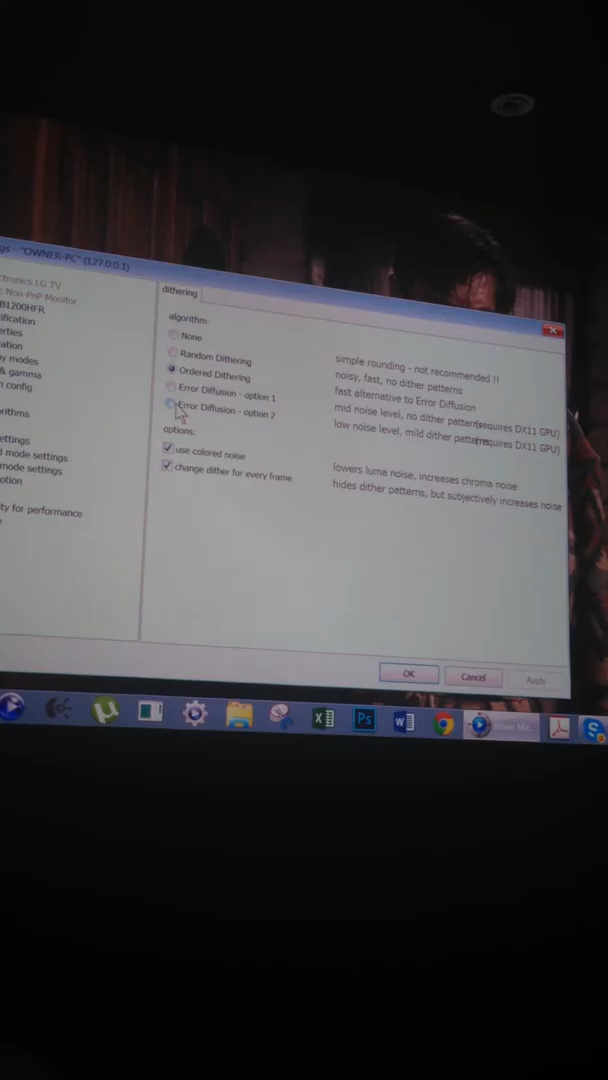 gs - "OWNER-PC" (127.0.0.1)
ctronics LG TV
c Non-PnP Monitor
B1200HFR
ification
erties
ration
y modes
& gamma
n config
orithms
ettings
d mode settings
mode settings
otion
ty for performance
dithering
algorithm:
None
simple rounding - not recommended !!
Random Dithering
noisy, fast, no dither patterns
Ordered Dithering
fast alternative to Error Diffusion
Error Diffusion - option 1
mid noise level, no dither pattern (requires DX11 GPU)
Error Diffusion - option 2
low noise level, mild dither patterns (requires DX11 GPU)
options:
use colored noise
lowers luma noise, increases chroma noise
change dither for every frame
hides dither patterns, but subjectively increases noise
OK
Cancel
Apply
Ps